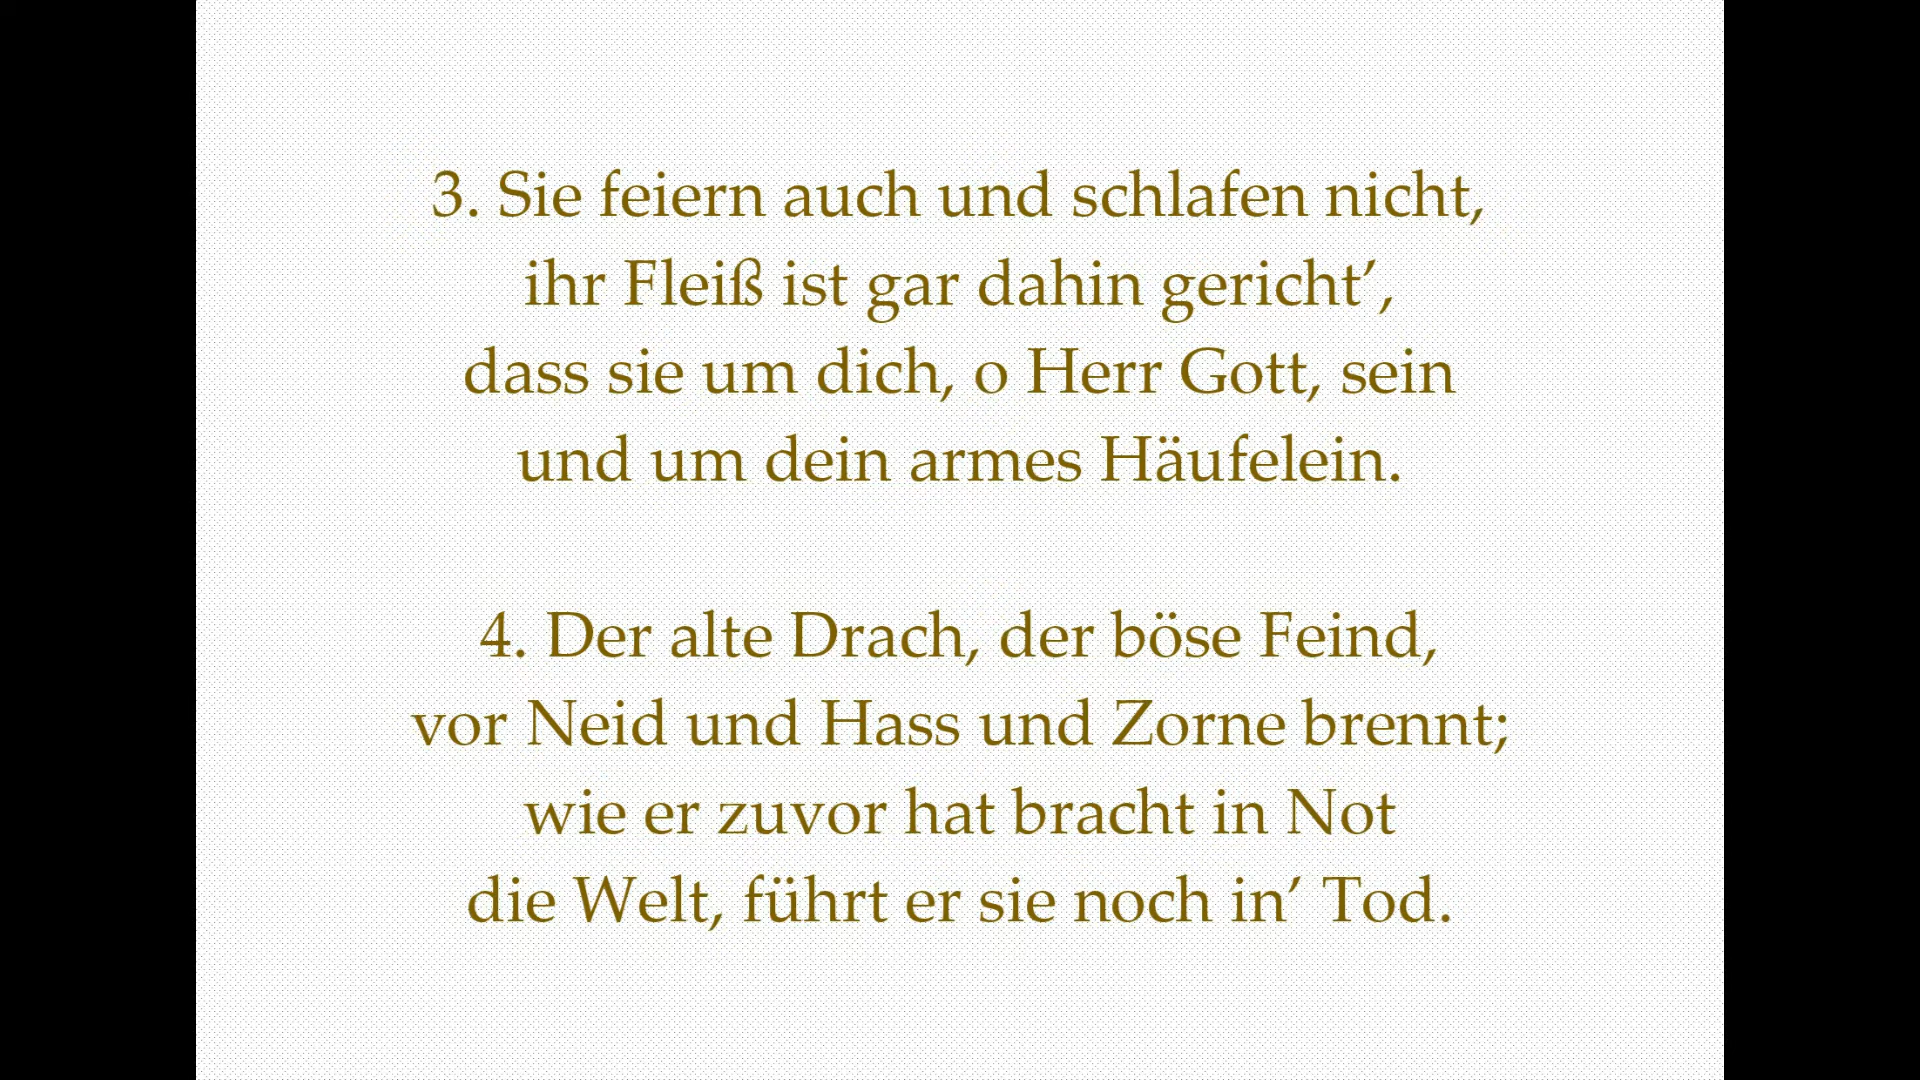 3. Sie feiern auch und schlafen nicht,
ihr Fleiß ist gar dahin gericht’,
dass sie um dich, o Herr Gott, sein
und um dein armes Häufelein.
4. Der alte Drach, der böse Feind,
vor Neid und Hass und Zorne brennt;
wie er zuvor hat bracht in Not
die Welt, führt er sie noch in’ Tod.